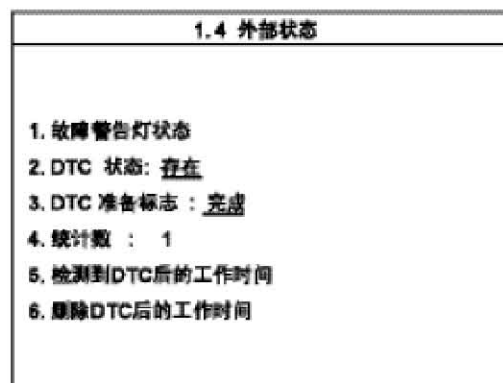 1.4 外部状态
1. 故障警告灯状态
2. DTC 状态: 存在
3. DTC 准备标志 : 完成
4. 统计数 : 1
5. 检测到DTC后的工作时间
6. 删除DTC后的工作时间